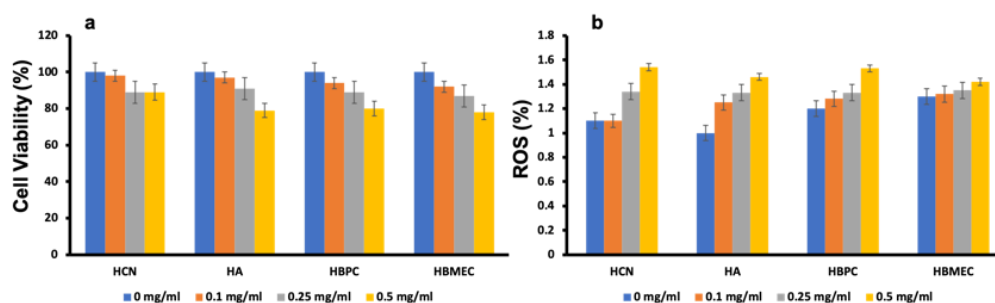 a
Cell Viability (%)
120
100
80
60
40
20
0
HCN HA HBPC HBMEC
0 mg/ml 0.1 mg/ml 0.25 mg/ml 0.5 mg/ml
b
ROS (%)
1.8
1.6
1.4
1.2
1
0.8
0.6
0.4
0.2
0
HCN HA HBPC HBMEC
0 mg/ml 0.1 mg/ml 0.25 mg/ml 0.5 mg/ml